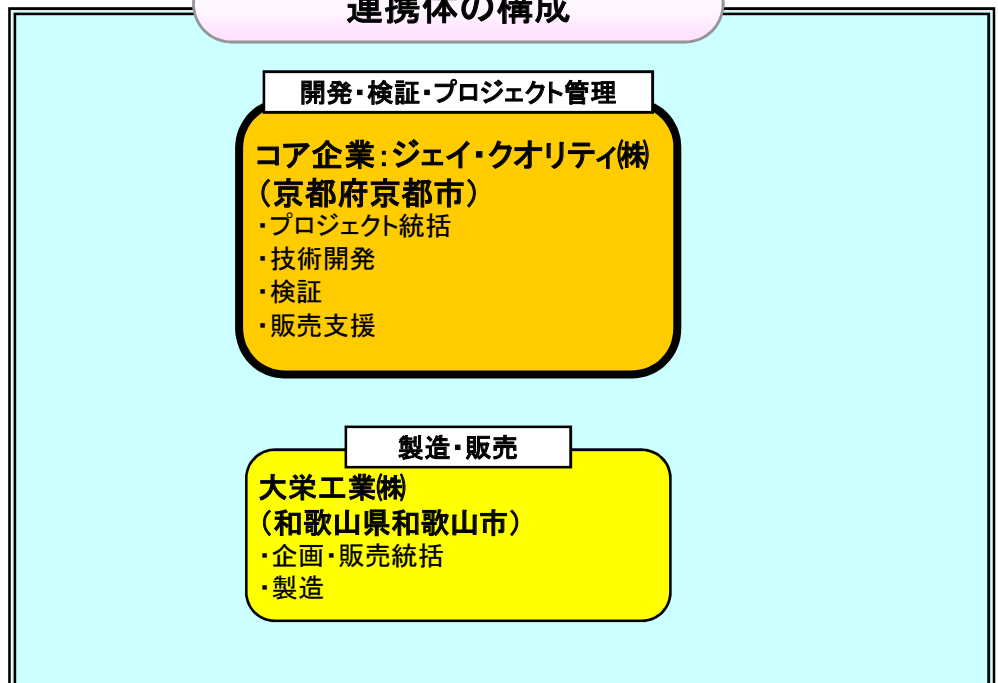 連携体の構成
開発・検証・プロジェクト管理
コア企業:ジェイ・クオリティ㈱
(京都府京都市)
・プロジェクト統括
・技術開発
・検証
・販売支援
製造・販売
大栄工業㈱
(和歌山県和歌山市)
・企画・販売統括
・製造